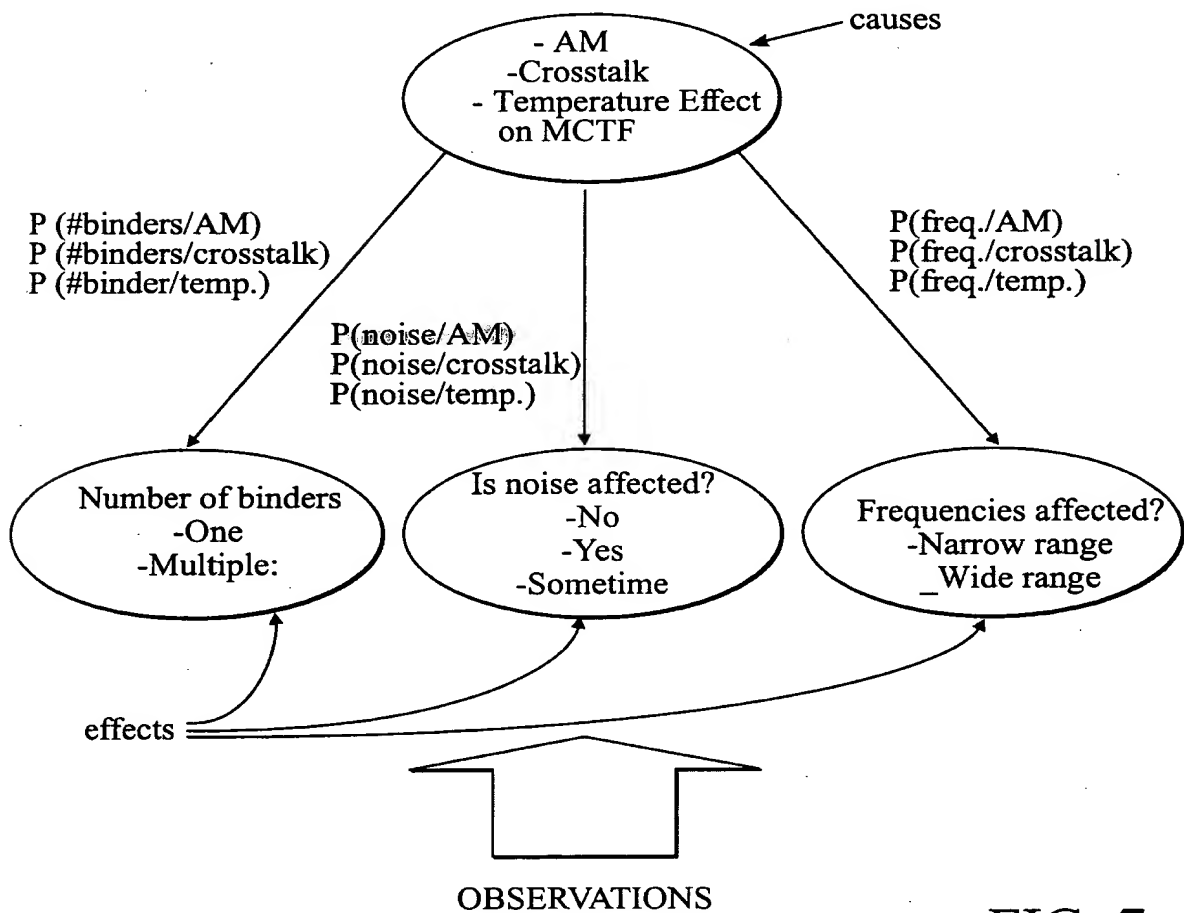 causes
- AM
-Crosstalk
- Temperature Effect
on MCTF
P (#binders/AM)
P (#binders/crosstalk)
P (#binder/temp.)
P(noise/AM)
P(noise/crosstalk)
P(noise/temp.)
P(freq./AM)
P(freq./crosstalk)
P(freq./temp.)
Number of binders
-One
-Multiple:
Is noise affected?
-No
-Yes
-Sometime
Frequencies affected?
-Narrow range
_Wide range
effects
OBSERVATIONS